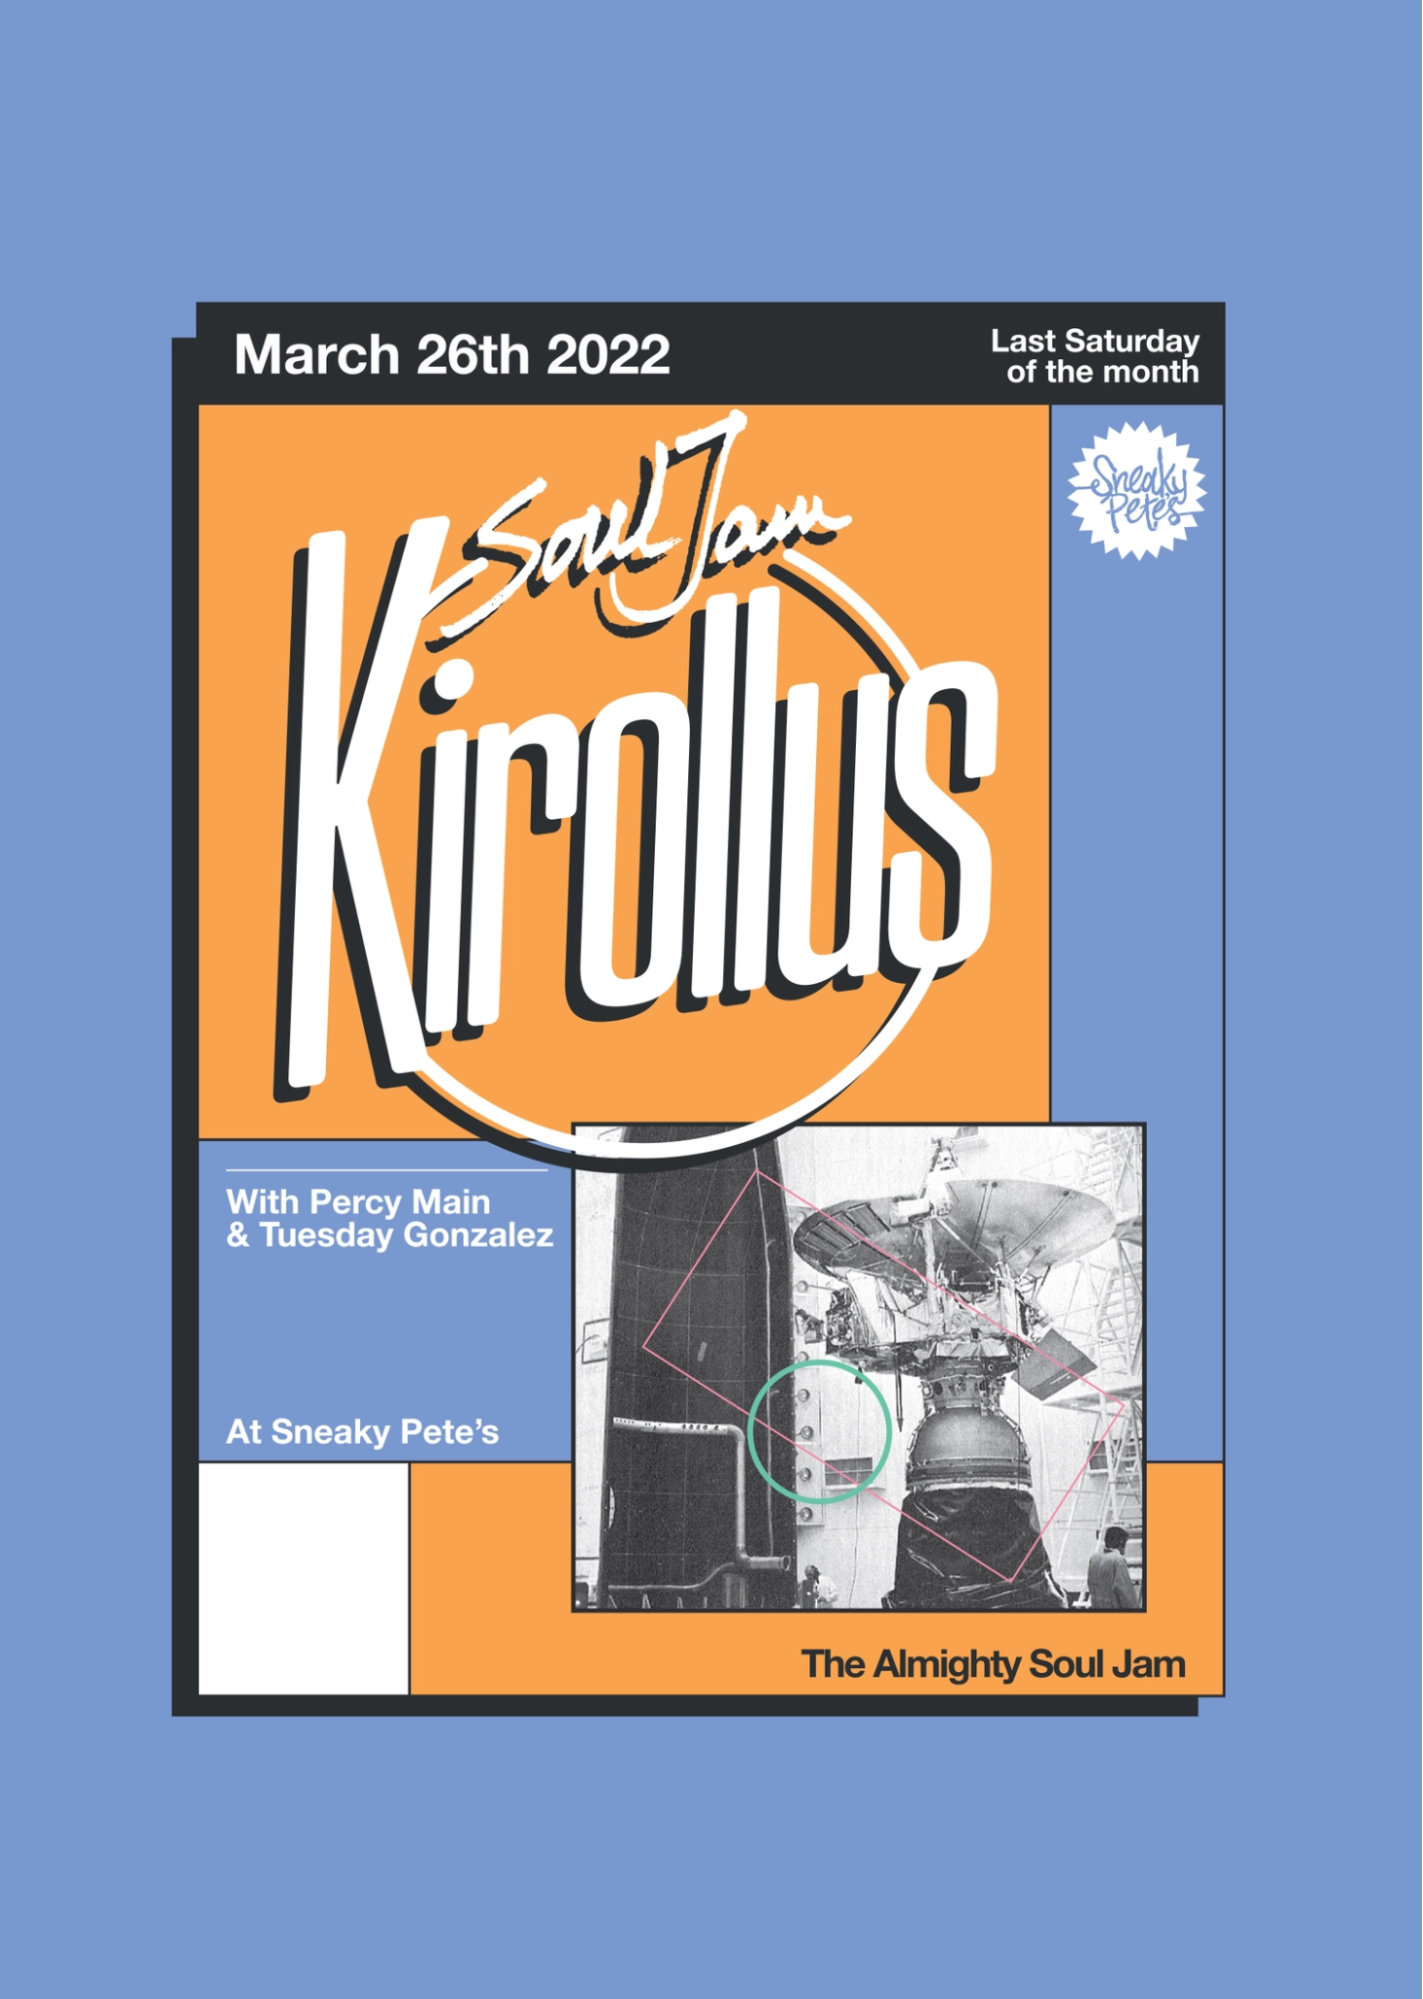 March 26th 2022
Last Saturday
of the month
Soul Jam
Kirollus
Sneaky
Pete's
With Percy Main
& Tuesday Gonzalez
At Sneaky Pete’s
The Almighty Soul Jam